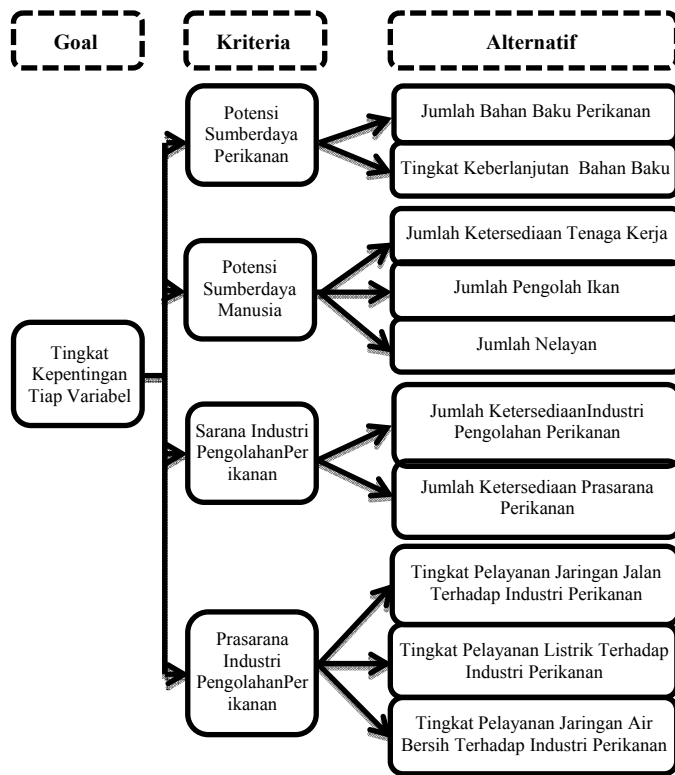 Goal
Kriteria
Alternatif
Tingkat
Kepentingan
Tiap Variabel
Potensi
Sumberdaya
Perikanan
Jumlah Bahan Baku Perikanan
Tingkat Keberlanjutan Bahan Baku
Potensi
Sumberdaya
Manusia
Jumlah Ketersediaan Tenaga Kerja
Jumlah Pengolah Ikan
Jumlah Nelayan
Sarana Industri
PengolahanPer
ikanan
Jumlah KetersediaanIndustri
Pengolahan Perikanan
Jumlah Ketersediaan Prasarana
Perikanan
Prasarana
Industri
PengolahanPer
ikanan
Tingkat Pelayanan Jaringan Jalan
Terhadap Industri Perikanan
Tingkat Pelayanan Listrik Terhadap
Industri Perikanan
Tingkat Pelayanan Jaringan Air
Bersih Terhadap Industri Perikanan